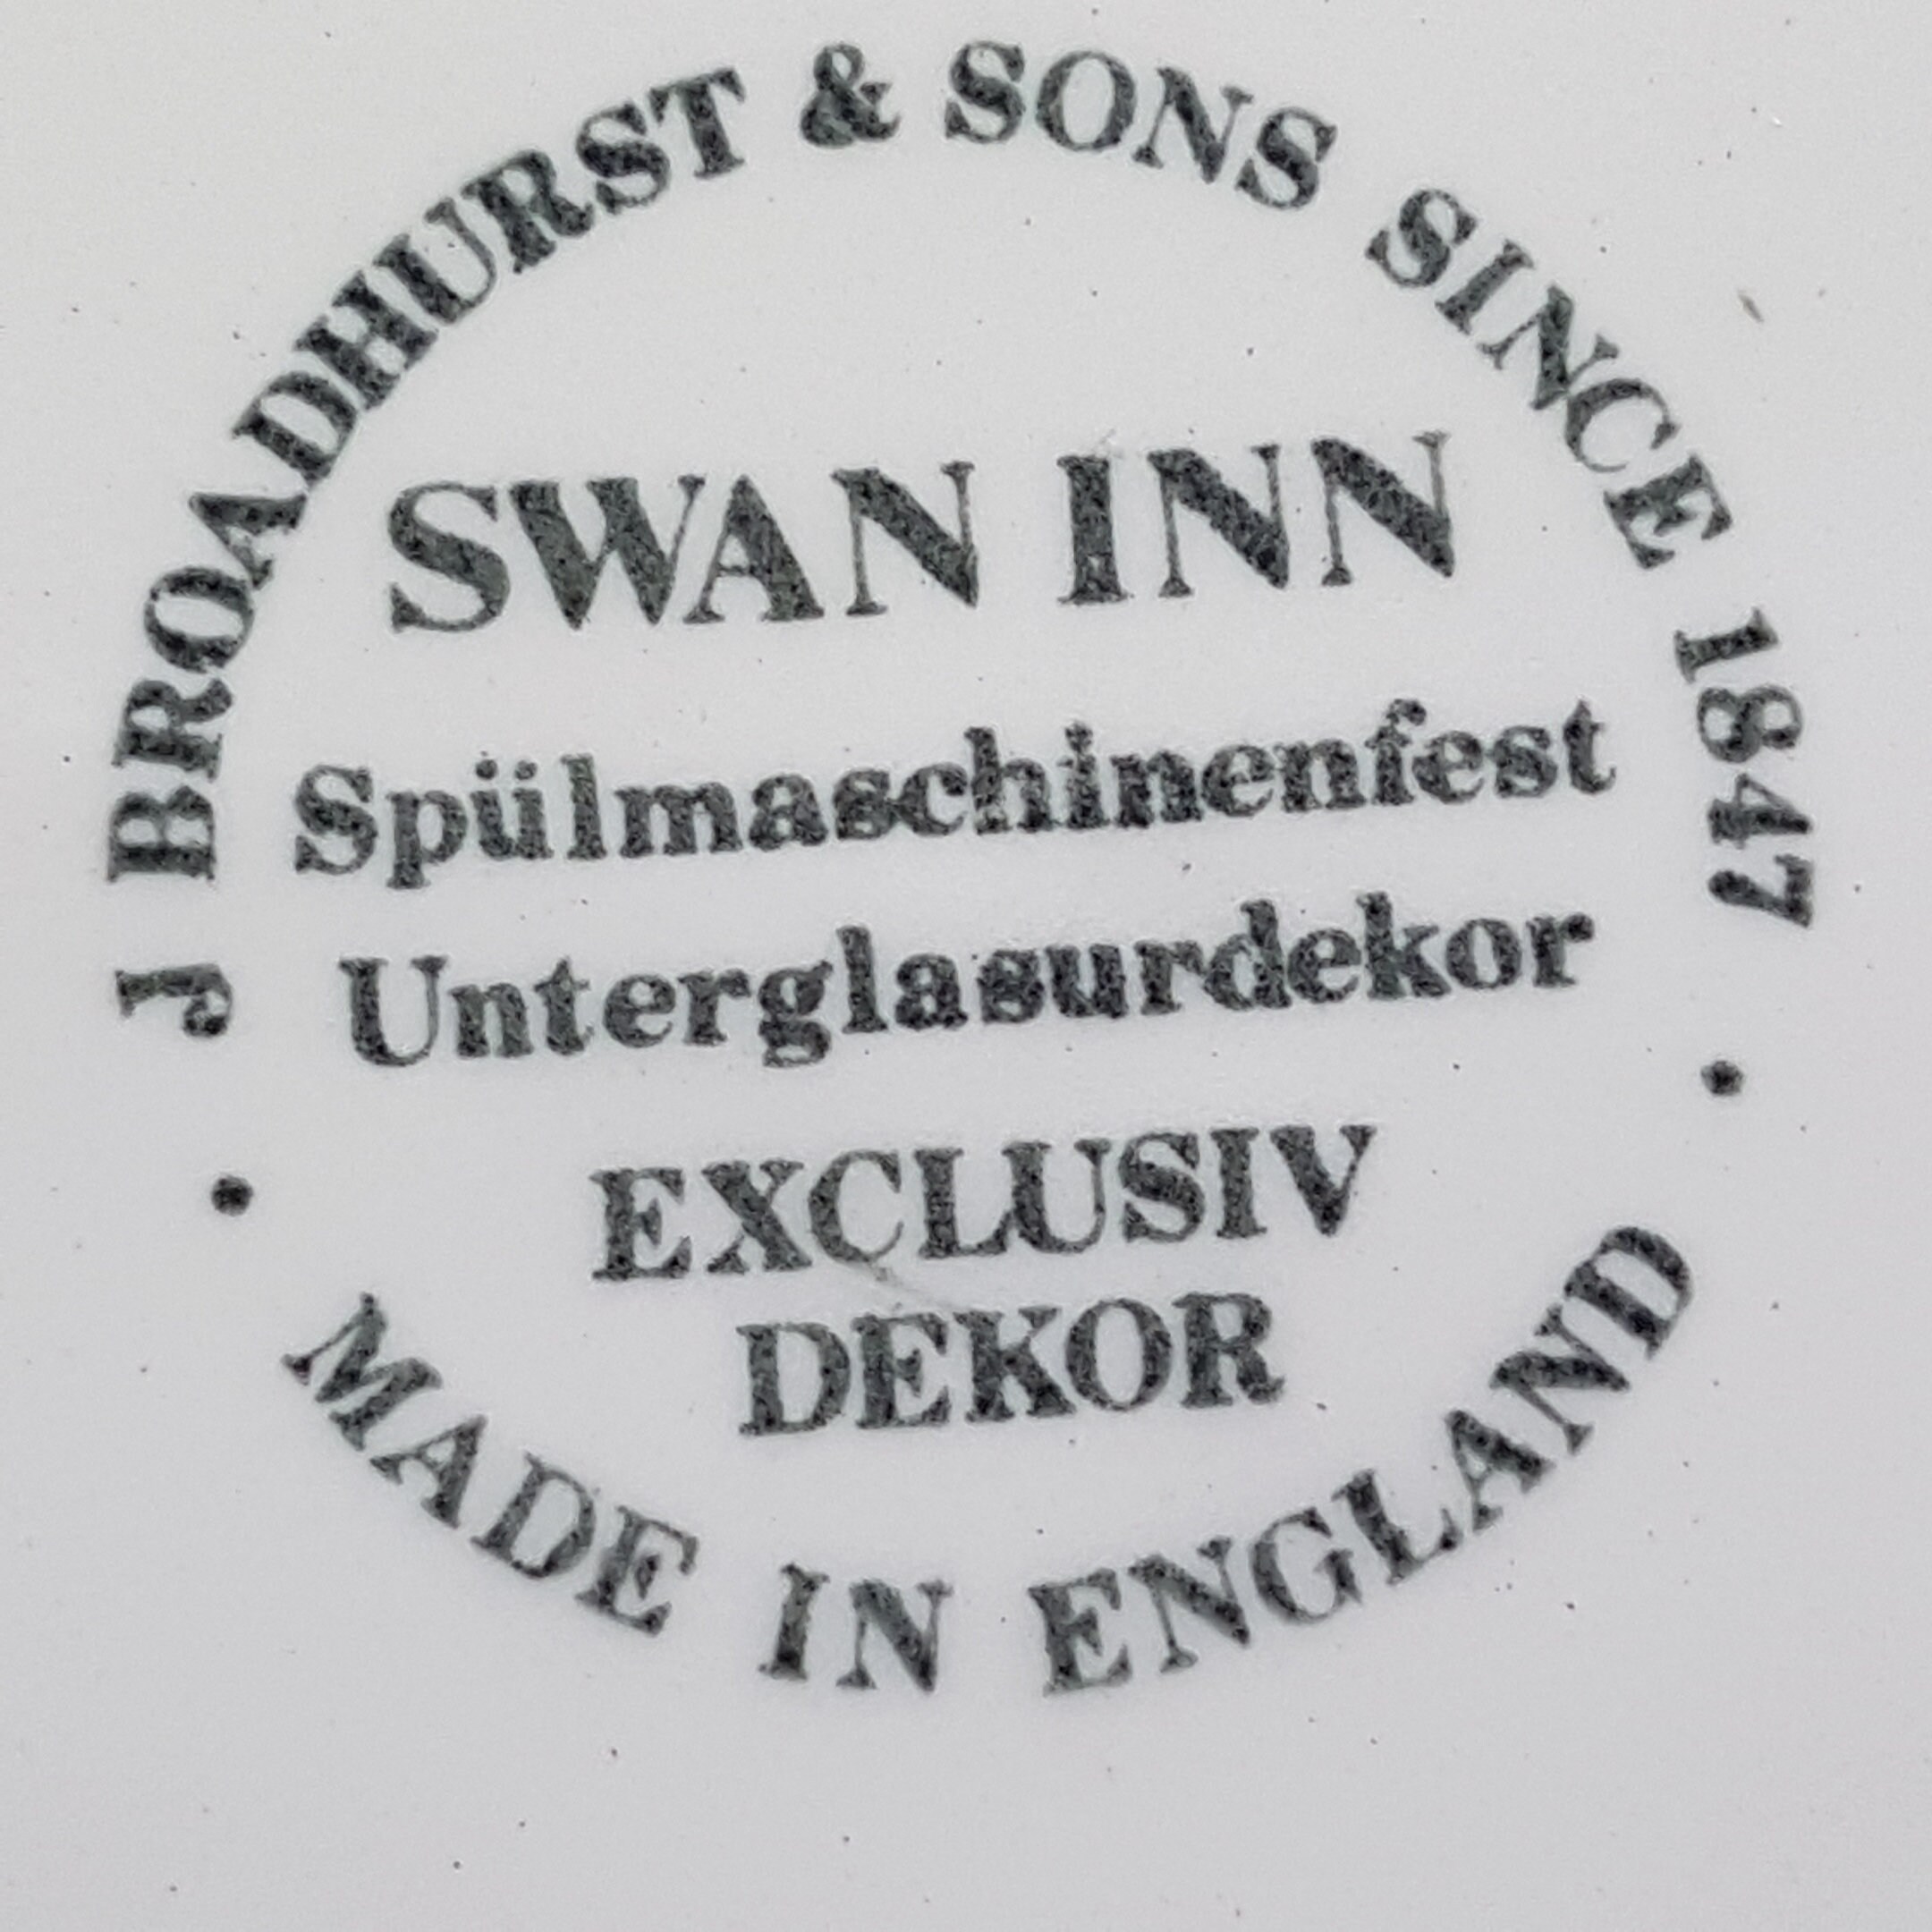 J BROADHURST & SONS SINCE 1847
SWAN INN
Spülmaschinenfest
Unterglasurdekor
EXCLUSIV
DEKOR
• MADE IN ENGLAND •